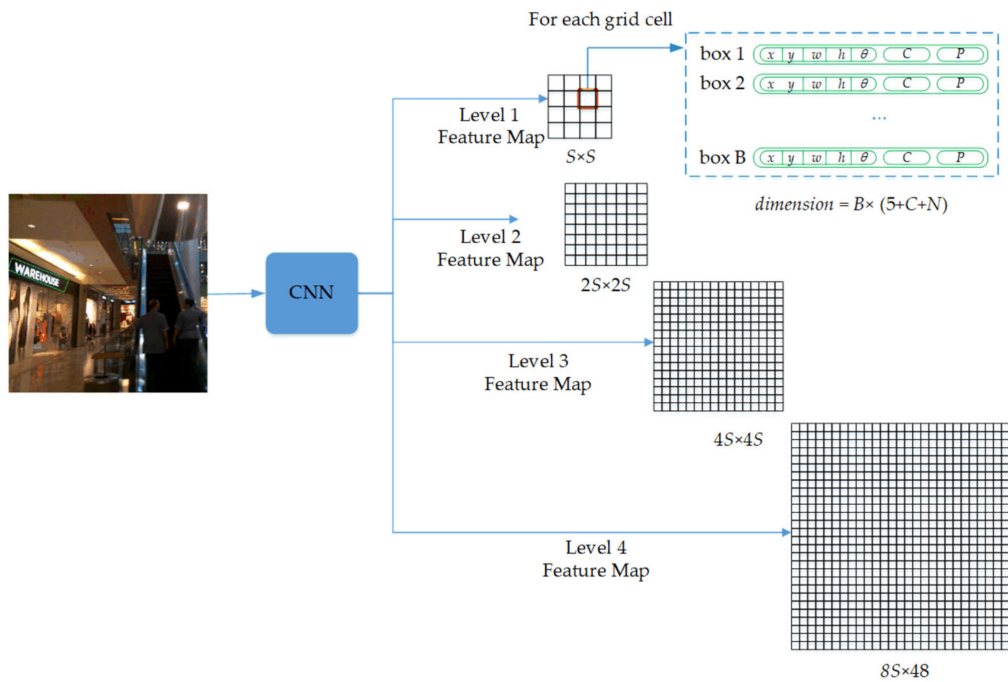 For each grid cell
box 1 x y w h θ C P
box 2 x y w h θ C P
...
box B x y w h θ C P
dimension = B× (5+C+N)
Level 1
Feature Map
S×S
Level 2
Feature Map
2S×2S
WAREHOUSE
CNN
Level 3
Feature Map
4S×4S
Level 4
Feature Map
8S×48